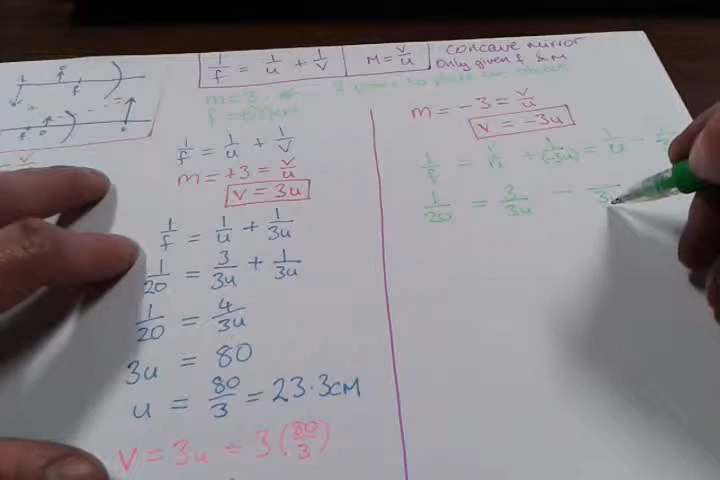 1/f = 1/u + 1/v
M = v/u
concave mirror
only given f & M
m = 3
f =
1/f = 1/u + 1/v
m = +3 = v/u
v = 3u
1/f = 1/u + 1/3u
1/20 = 3/3u + 1/3u
1/20 = 4/3u
3u = 80
u = 80/3 = 23.3cm
v = 3u = 3(80/3)
m = -3 = v/u
v = -3u
1/f = 1/u + 1/(-3u) = 1/u -
1/20 = 3/3u -